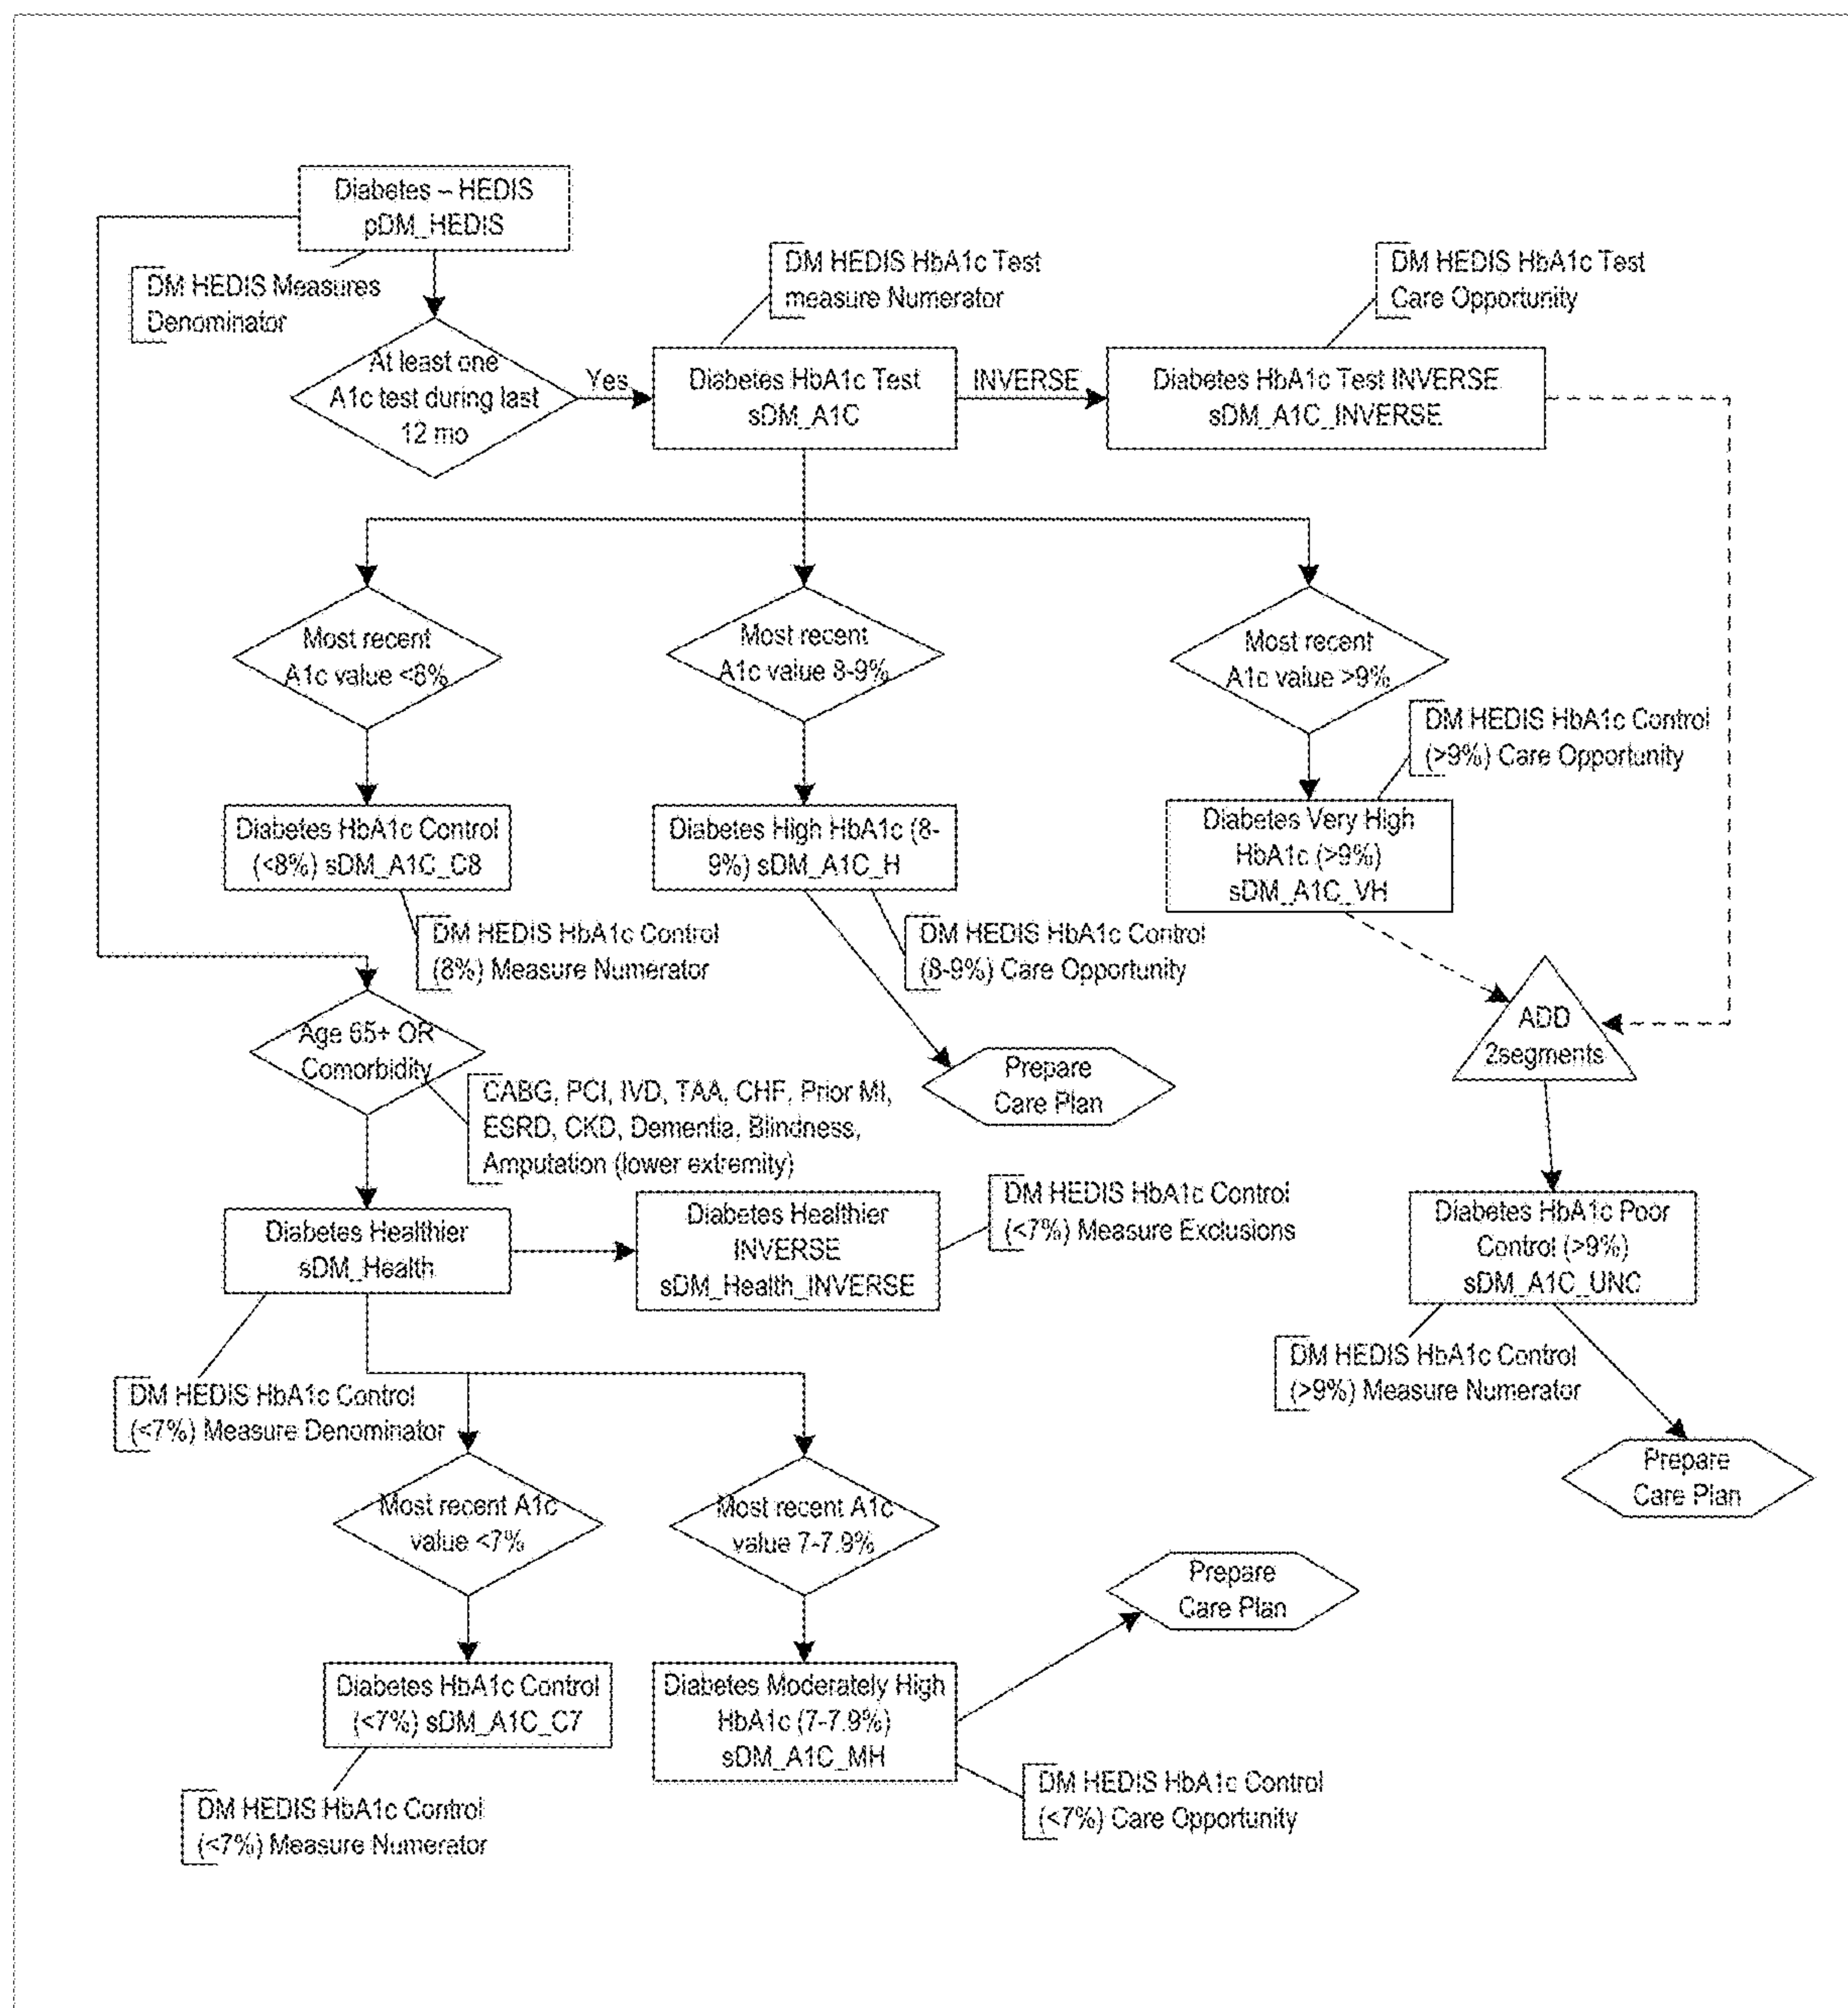 Diabetes – HEDIS
pDM_HEDIS
DM HEDIS Measures
Denominator
At least one
A1c test during last
12 mo
Yes
DM HEDIS HbA1c Test
measure Numerator
Diabetes HbA1c Test
sDM_A1C
INVERSE
DM HEDIS HbA1c Test
Care Opportunity
Diabetes HbA1c Test INVERSE
sDM_A1C_INVERSE
Most recent
A1c value <8%
Most recent
A1c value 8-9%
Most recent
A1c value >9%
DM HEDIS HbA1c Control
(>9%) Care Opportunity
Diabetes HbA1c Control
(<8%) sDM_A1C_C8
Diabetes High HbA1c (8-
9%) sDM_A1C_H
Diabetes Very High
HbA1c (>9%)
sDM_A1C_VH
DM HEDIS HbA1c Control
(8%) Measure Numerator
DM HEDIS HbA1c Control
(8-9%) Care Opportunity
ADD
2segments
Age 65+ OR
Comorbidity
CABG, PCI, IVD, TAA, CHF, Prior MI,
ESRD, CKD, Dementia, Blindness,
Amputation (lower extremity)
Prepare
Care Plan
Diabetes Healthier
sDM_Health
Diabetes Healthier
INVERSE
sDM_Health_INVERSE
DM HEDIS HbA1c Control
(<7%) Measure Exclusions
Diabetes HbA1c Poor
Control (>9%)
sDM_A1C_UNC
DM HEDIS HbA1c Control
(>9%) Measure Numerator
DM HEDIS HbA1c Control
(<7%) Measure Denominator
Prepare
Care Plan
Most recent A1c
value <7%
Most recent A1c
value 7-7.9%
Prepare
Care Plan
Diabetes HbA1c Control
(<7%) sDM_A1C_C7
Diabetes Moderately High
HbA1c (7-7.9%)
sDM_A1C_MH
DM HEDIS HbA1c Control
(<7%) Measure Numerator
DM HEDIS HbA1c Control
(<7%) Care Opportunity